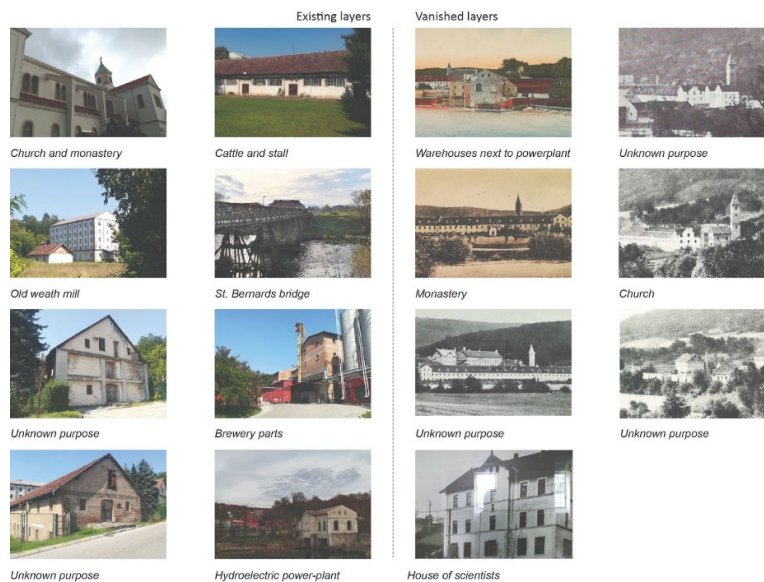 Existing layers
Vanished layers
Church and monastery
Cattle and stall
Warehouses next to powerplant
Unknown purpose
Old weath mill
St. Bernards bridge
Monastery
Church
Unknown purpose
Brewery parts
Unknown purpose
Unknown purpose
Unknown purpose
Hydroelectric power-plant
House of scientists